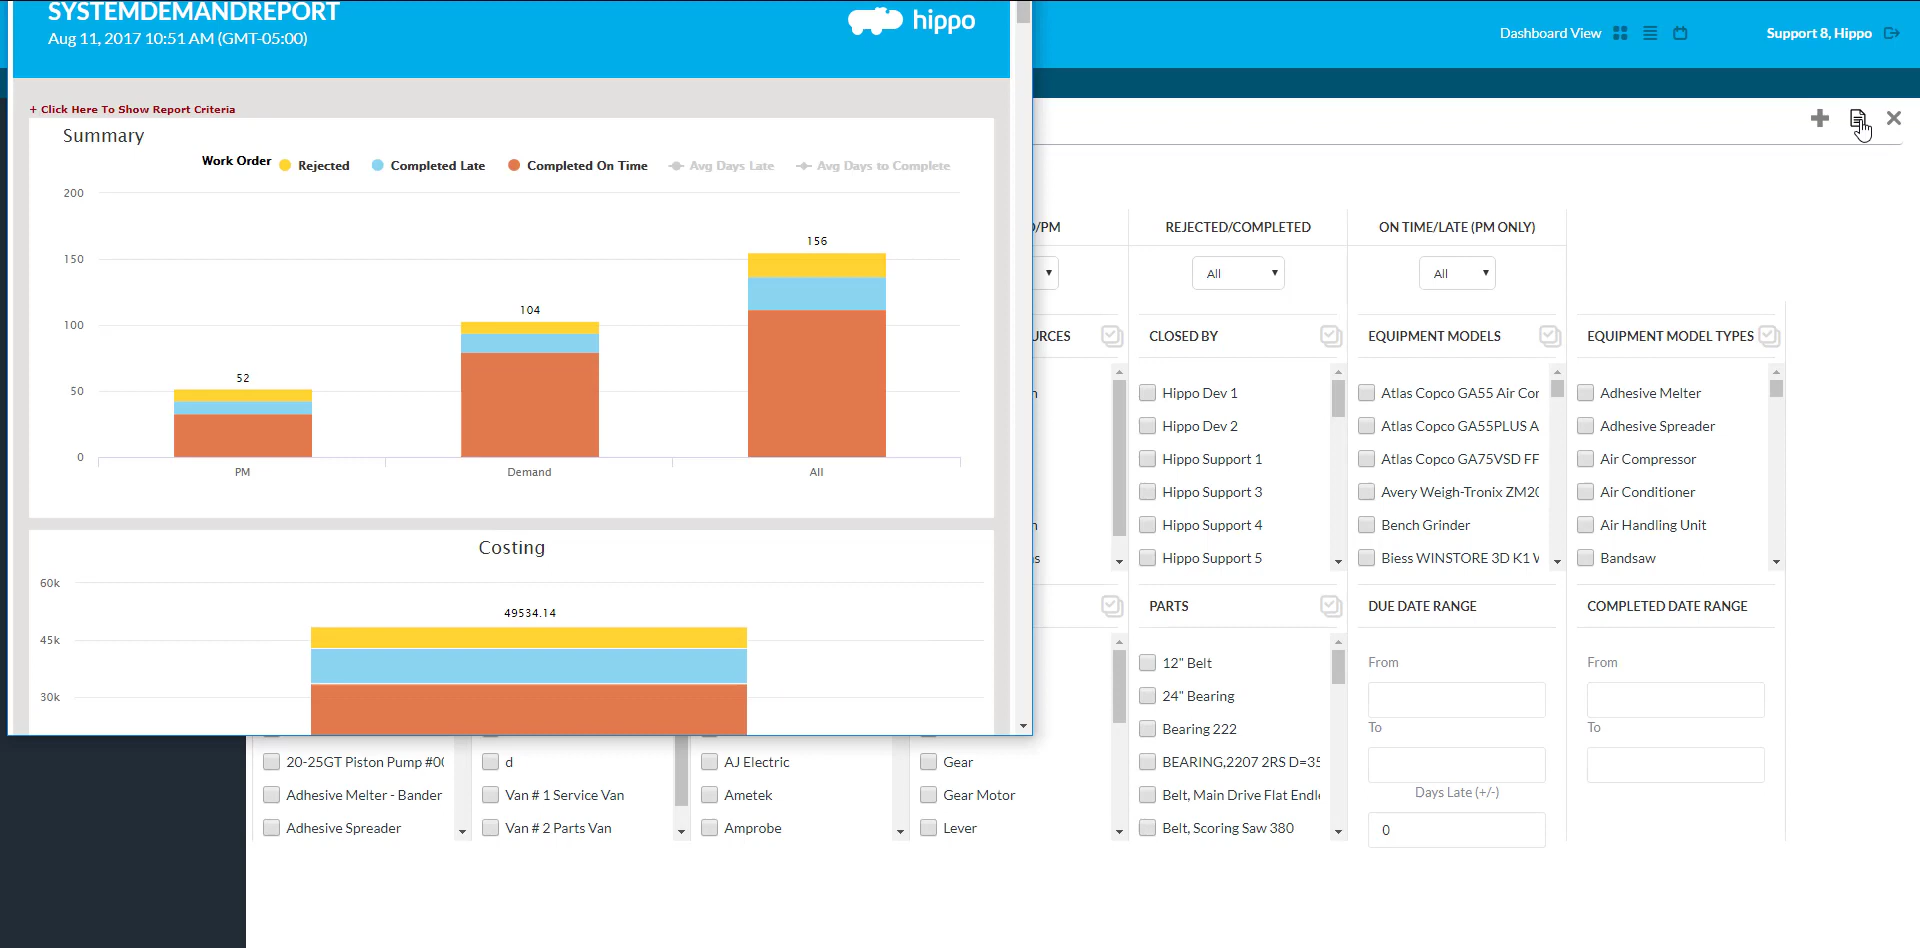 SYSTEMDEMANDREPORT
Aug 11, 2017 10:51 AM (GMT-05:00)
hippo
Dashboard View
Support 8, Hippo
+ Click Here To Show Report Criteria
Summary
Work Order
Rejected
Completed Late
Completed On Time
Avg Days Late
Avg Days to Complete
200
150
100
50
0
52
104
156
PM
Demand
All
Costing
60k
45k
30k
49534.14
/PM
REJECTED/COMPLETED
ON TIME/LATE (PM ONLY)
All
All
URCES
CLOSED BY
EQUIPMENT MODELS
EQUIPMENT MODEL TYPES
Hippo Dev 1
Hippo Dev 2
Hippo Support 1
Hippo Support 3
Hippo Support 4
Hippo Support 5
Atlas Copco GA55 Air Cor
Atlas Copco GA55PLUS A
Atlas Copco GA75VSD FF
Avery Weigh-Tronix ZM20
Bench Grinder
Biess WINSTORE 3D K1 V
Adhesive Melter
Adhesive Spreader
Air Compressor
Air Conditioner
Air Handling Unit
Bandsaw
PARTS
DUE DATE RANGE
COMPLETED DATE RANGE
12" Belt
24" Bearing
Bearing 222
BEARING,2207 2RS D=35
Belt, Main Drive Flat Endl
Belt, Scoring Saw 380
From
To
Days Late (+/-)
0
From
To
20-25GT Piston Pump #00
Adhesive Melter - Bander
Adhesive Spreader
d
Van # 1 Service Van
Van # 2 Parts Van
AJ Electric
Ametek
Amprobe
Gear
Gear Motor
Lever